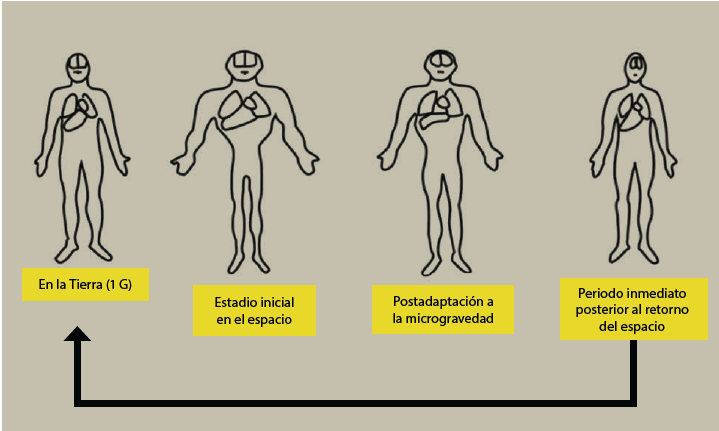 En la Tierra (1 G)
Estadio inicial
en el espacio
Postadaptación a
la microgravedad
Periodo inmediato
posterior al retorno
del espacio